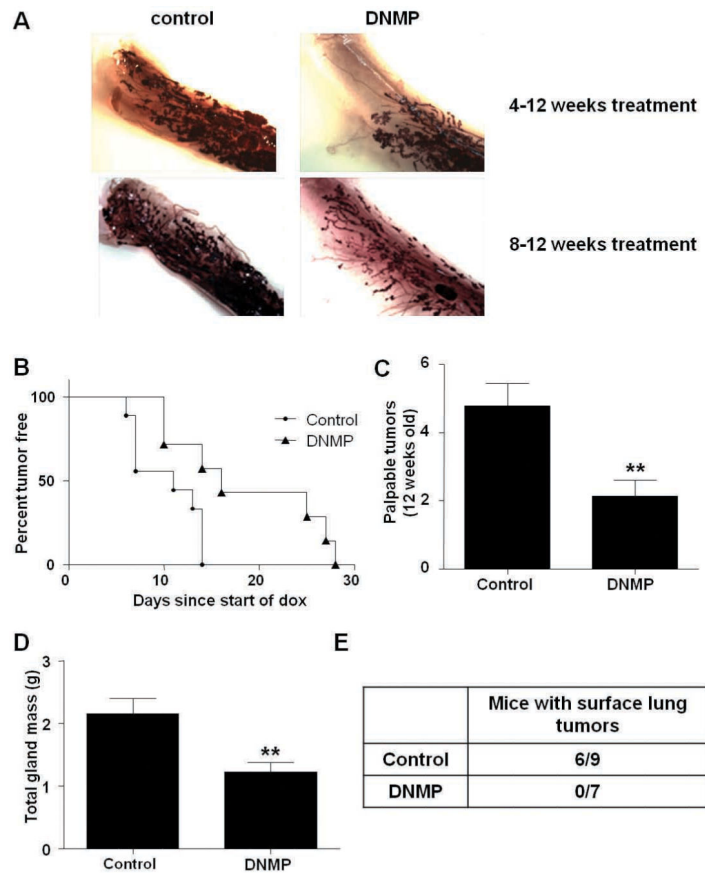 A
control
DNMP
4-12 weeks treatment
8-12 weeks treatment
B
Percent tumor free
100
50
0
0
10
20
30
Days since start of dox
Control
DNMP
C
Palpable tumors
(12 weeks old)
6
4
2
0
**
Control
DNMP
D
Total gland mass (g)
3
2
1
0
**
Control
DNMP
E
Mice with surface lung
tumors
Control 6/9
DNMP 0/7